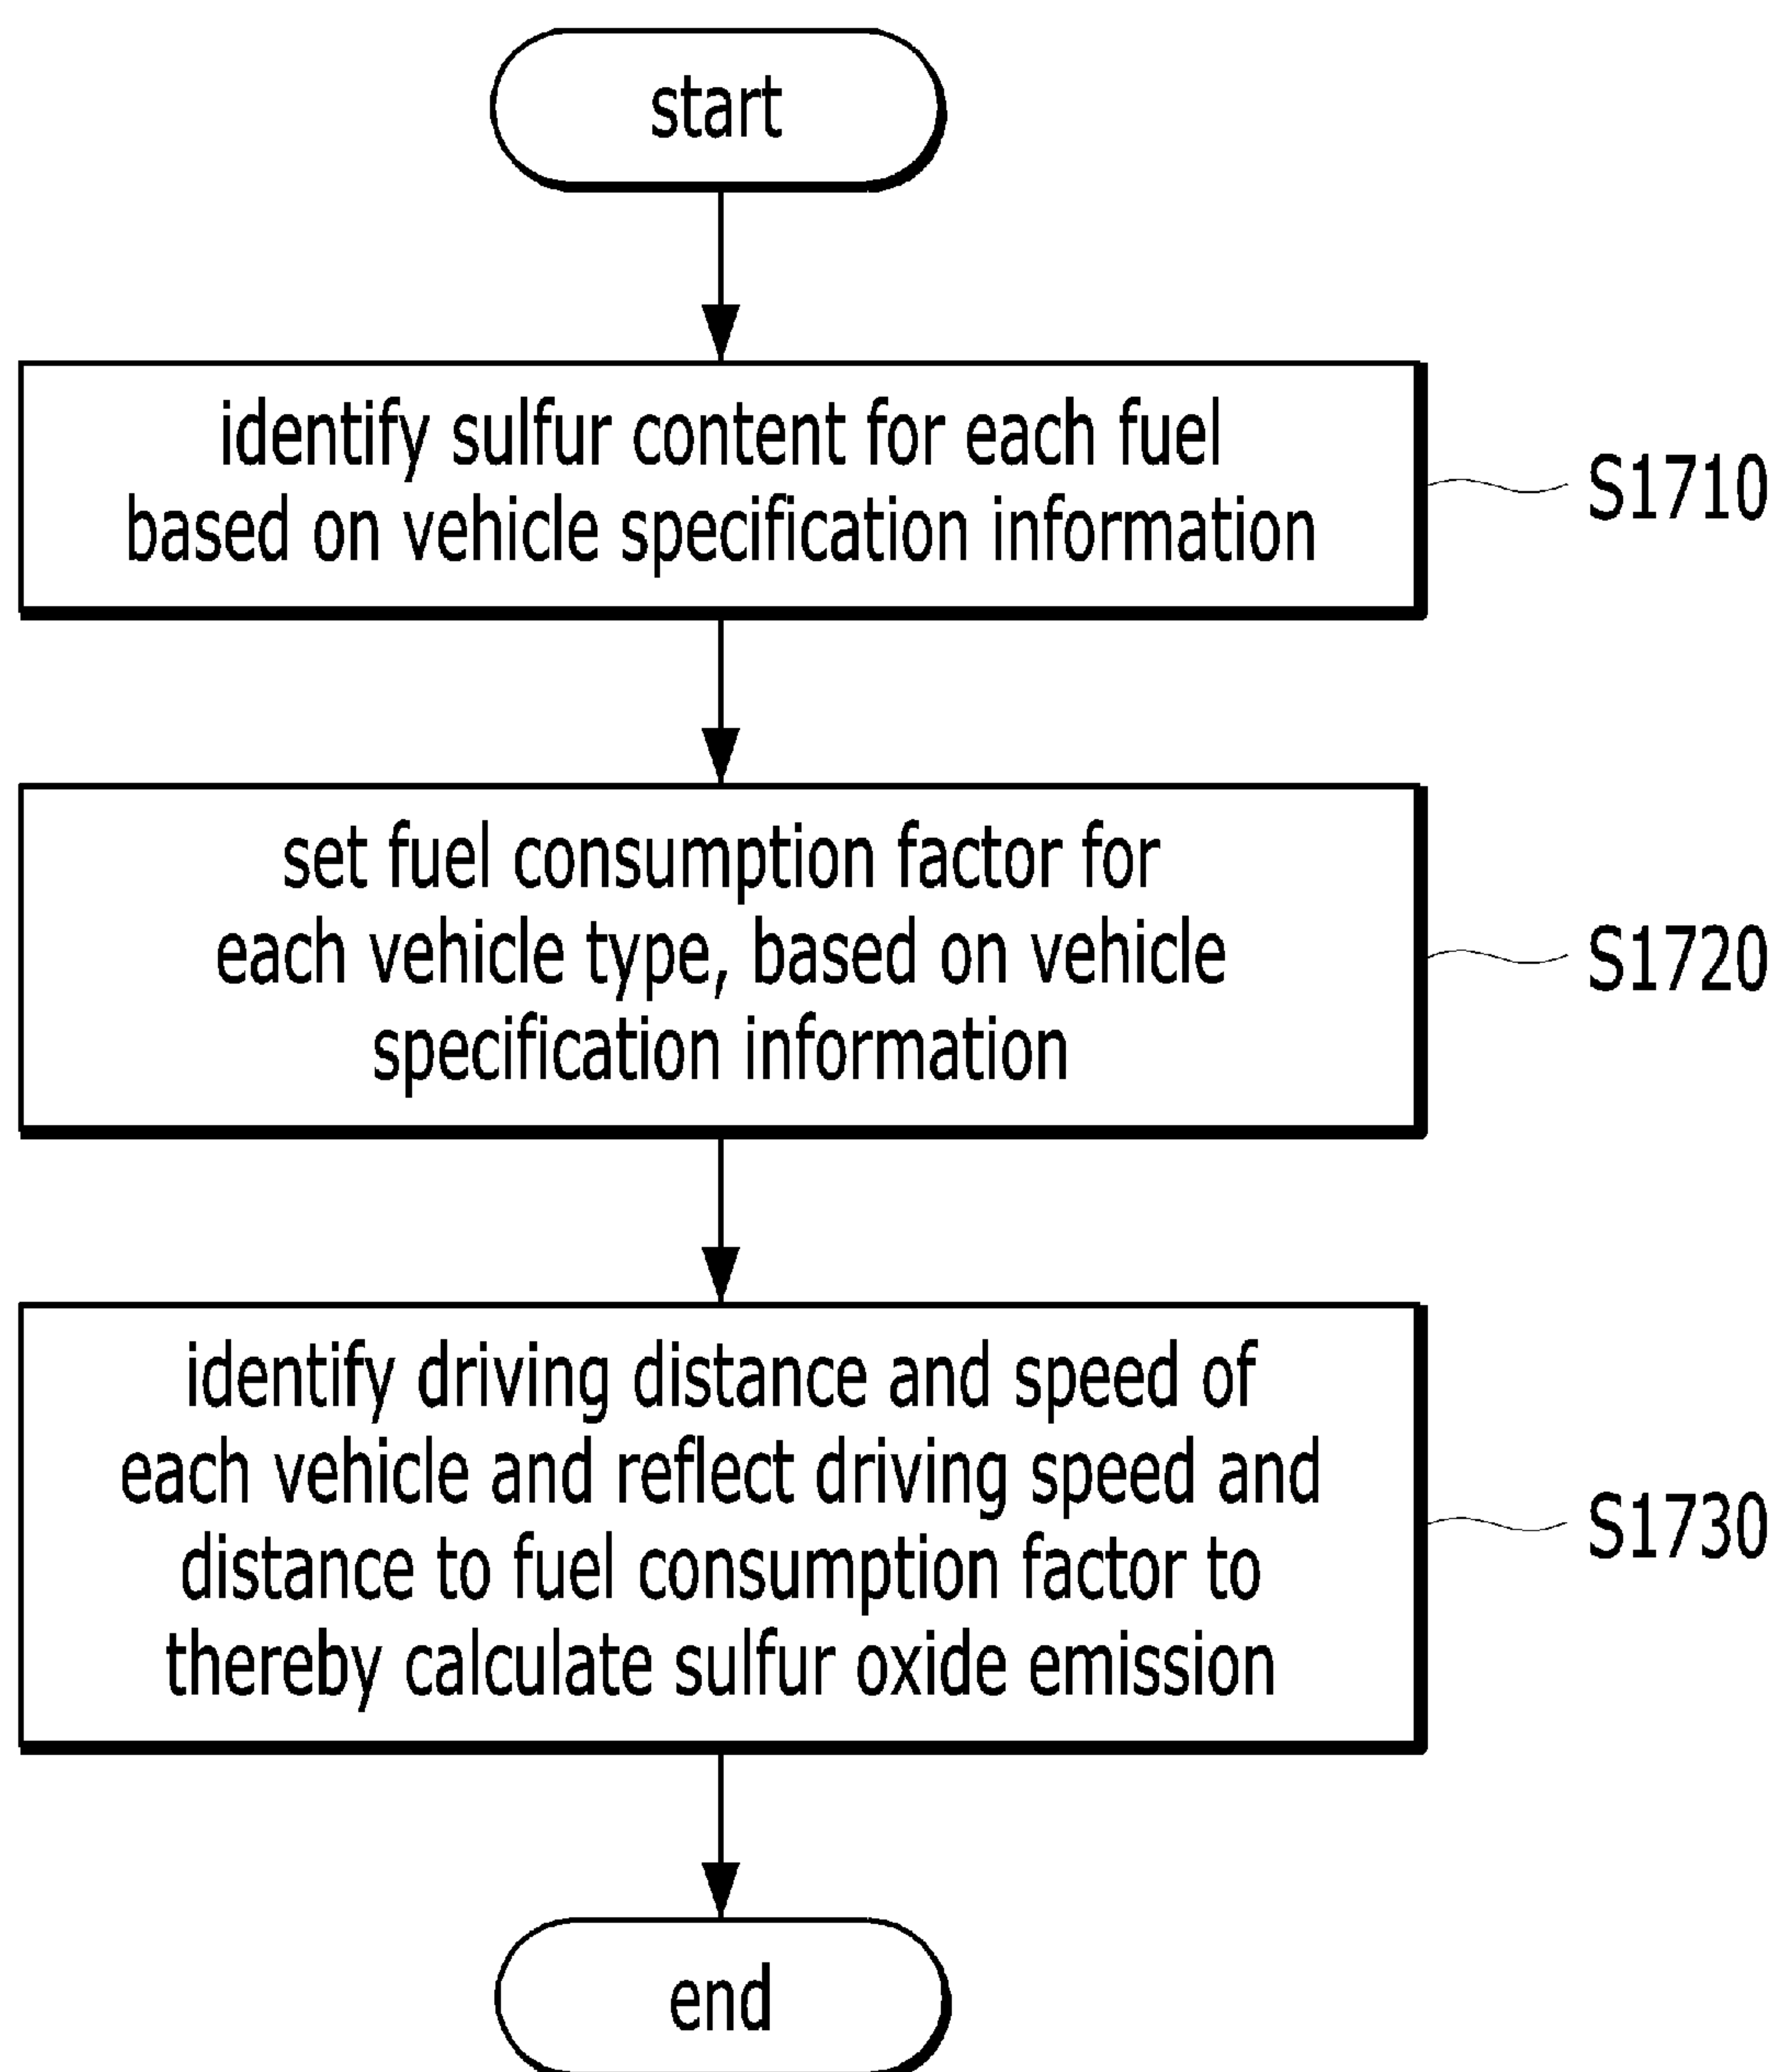 start
identify sulfur content for each fuel
based on vehicle specification information
S1710
set fuel consumption factor for
each vehicle type, based on vehicle
specification information
S1720
identify driving distance and speed of
each vehicle and reflect driving speed and
distance to fuel consumption factor to
thereby calculate sulfur oxide emission
S1730
end